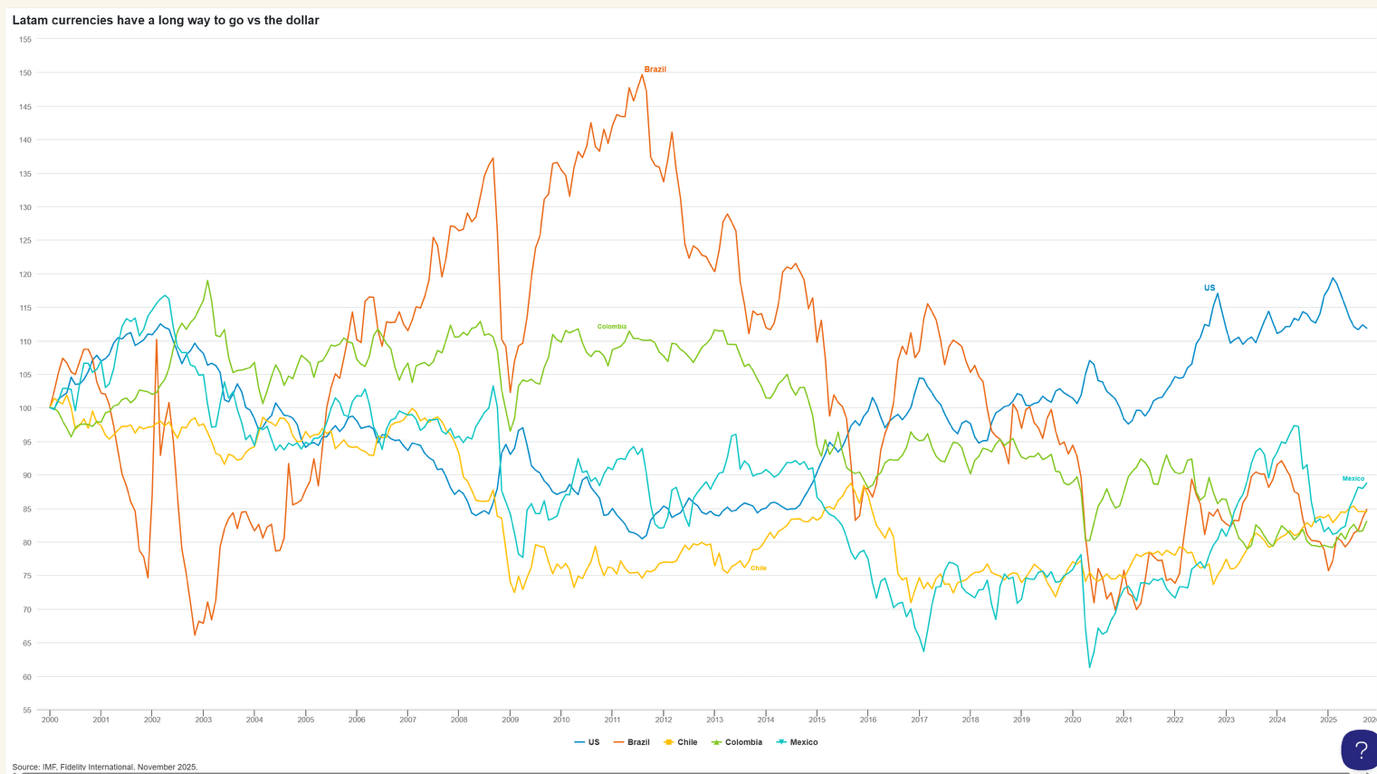 Latam currencies have a long way to go vs the dollar
155
150
145
140
135
130
125
120
115
110
105
100
95
90
85
80
75
70
65
60
55
Brazil
US
Colombia
Mexico
Chile
2000 2001 2002 2003 2004 2005 2006 2007 2008 2009 2010 2011 2012 2013 2014 2015 2016 2017 2018 2019 2020 2021 2022 2023 2024 2025 202
US Brazil Chile Colombia Mexico
Source: IMF, Fidelity International. November 2025.
?